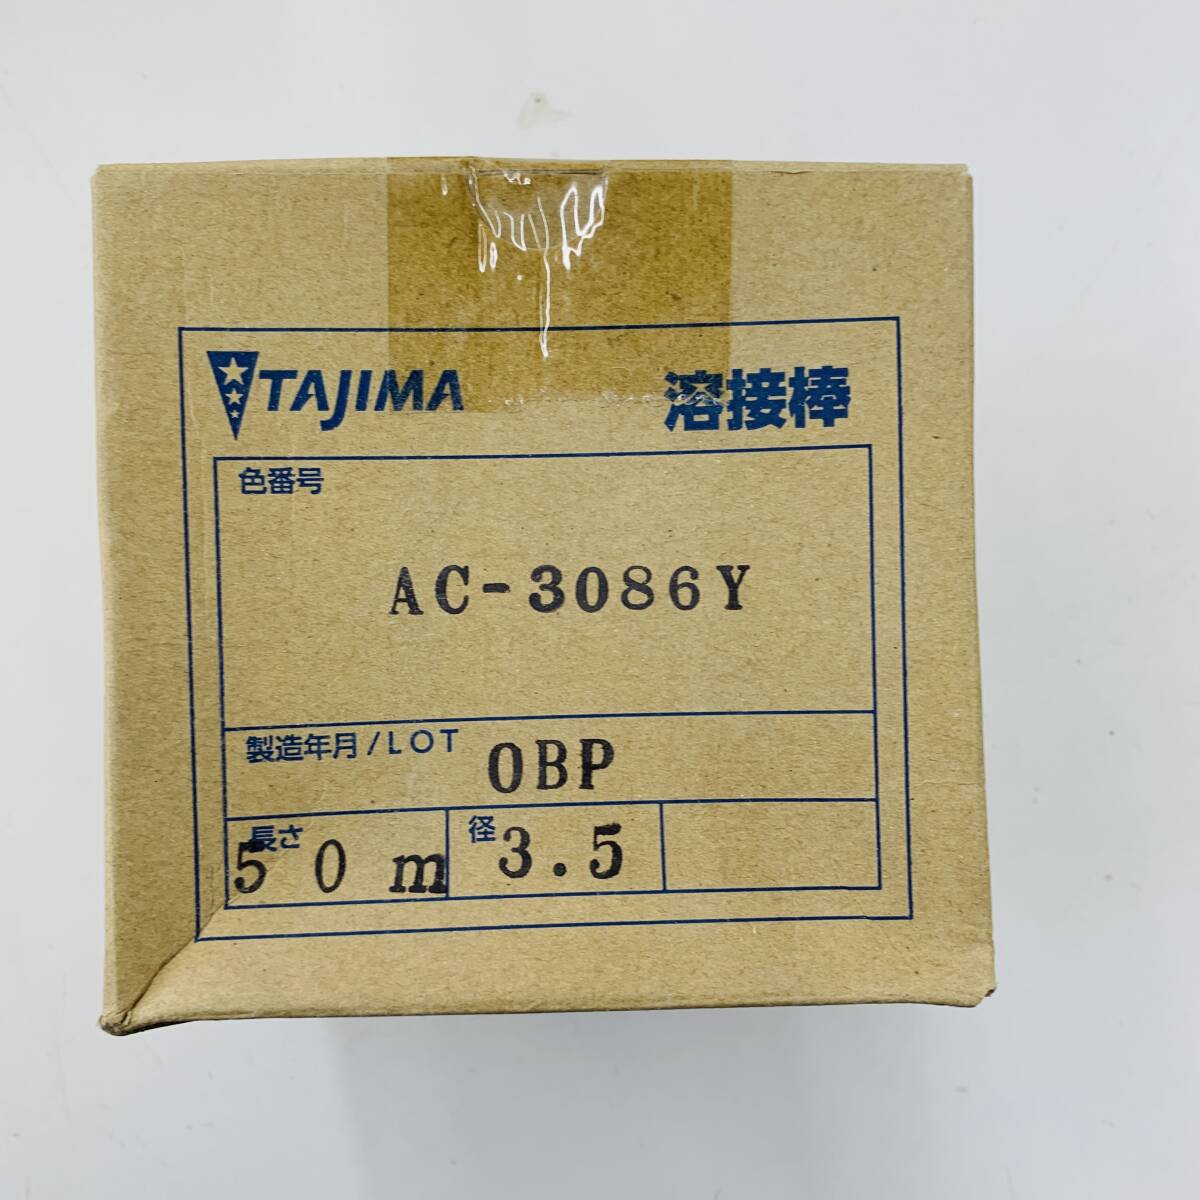 TAJIMA 溶接棒
色番号
AC-3086Y
製造年月/LOT OBP
長さ 径
50m 3.5